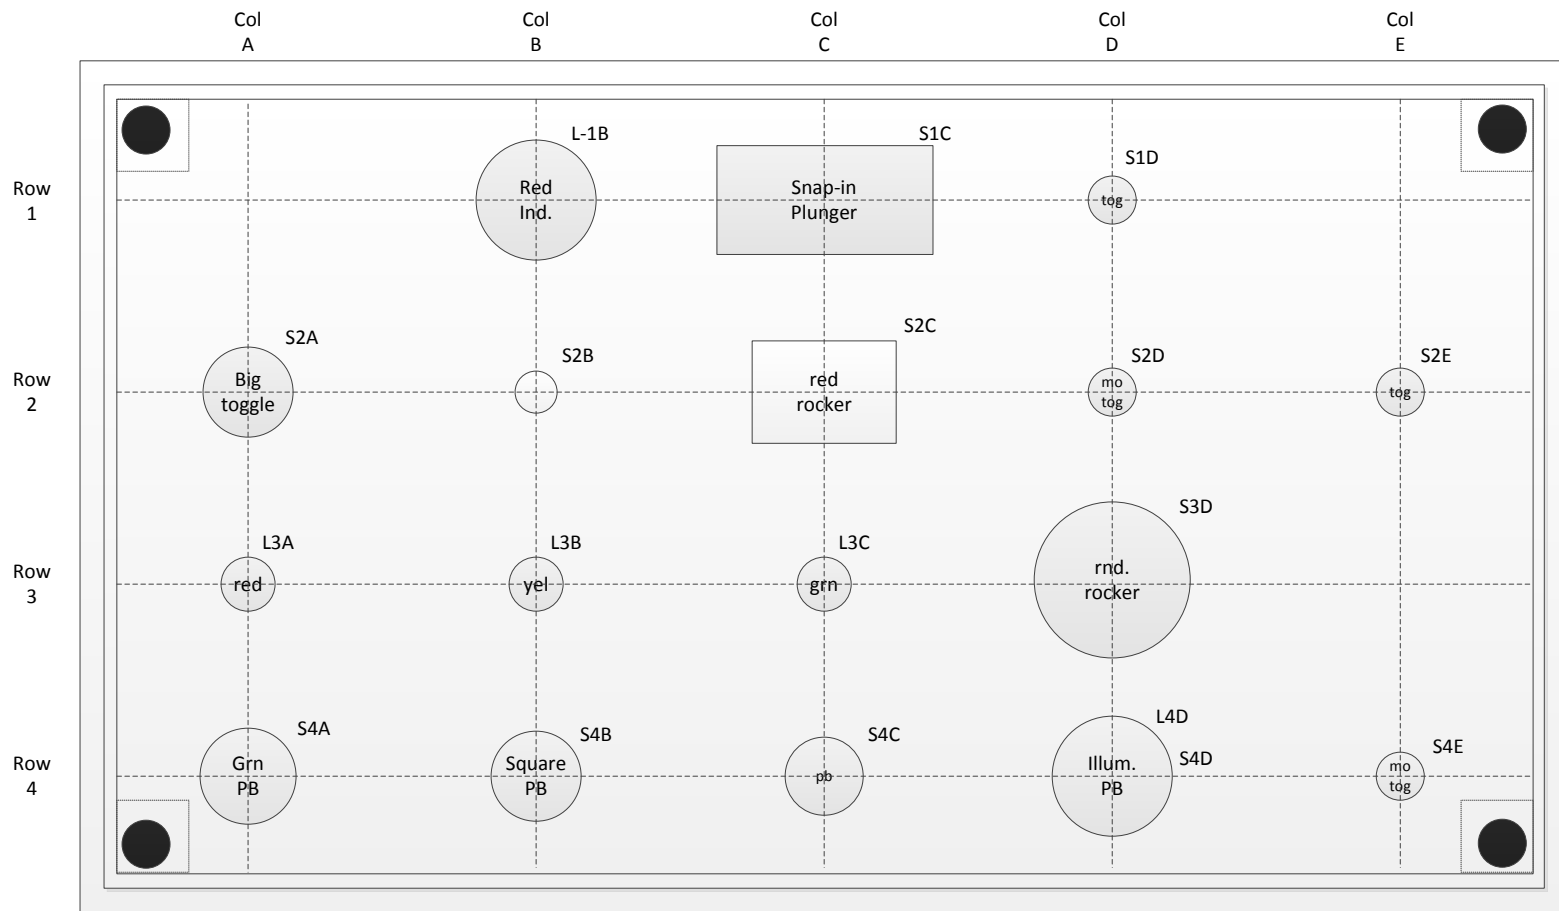 Col
A
Col
B
Col
C
Col
D
Col
E
Row
1
L-1B
Red
Ind.
S1C
Snap-in
Plunger
S1D
tog
Row
2
S2A
Big
toggle
S2B
S2C
red
rocker
S2D
mo
tog
S2E
tog
Row
3
L3A
red
L3B
yel
L3C
grn
S3D
rnd.
rocker
Row
4
S4A
Grn
PB
S4B
Square
PB
S4C
pb
L4D
S4D
Illum.
PB
S4E
mo
tog